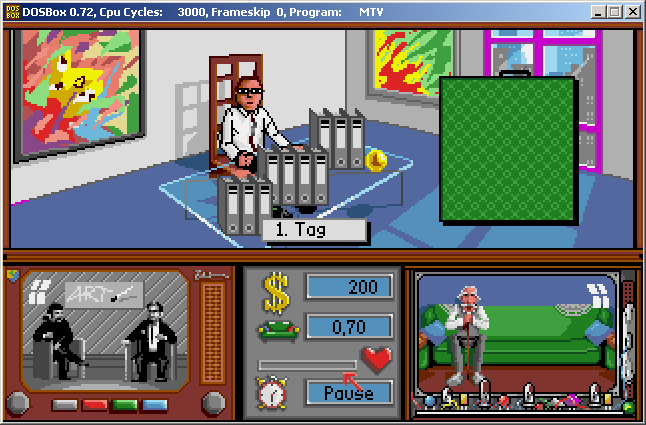 DOSBox 0.72, Cpu Cycles: 3000, Frameskip 0, Program: MTV
1. Tag
ART
200
0,70
Pause